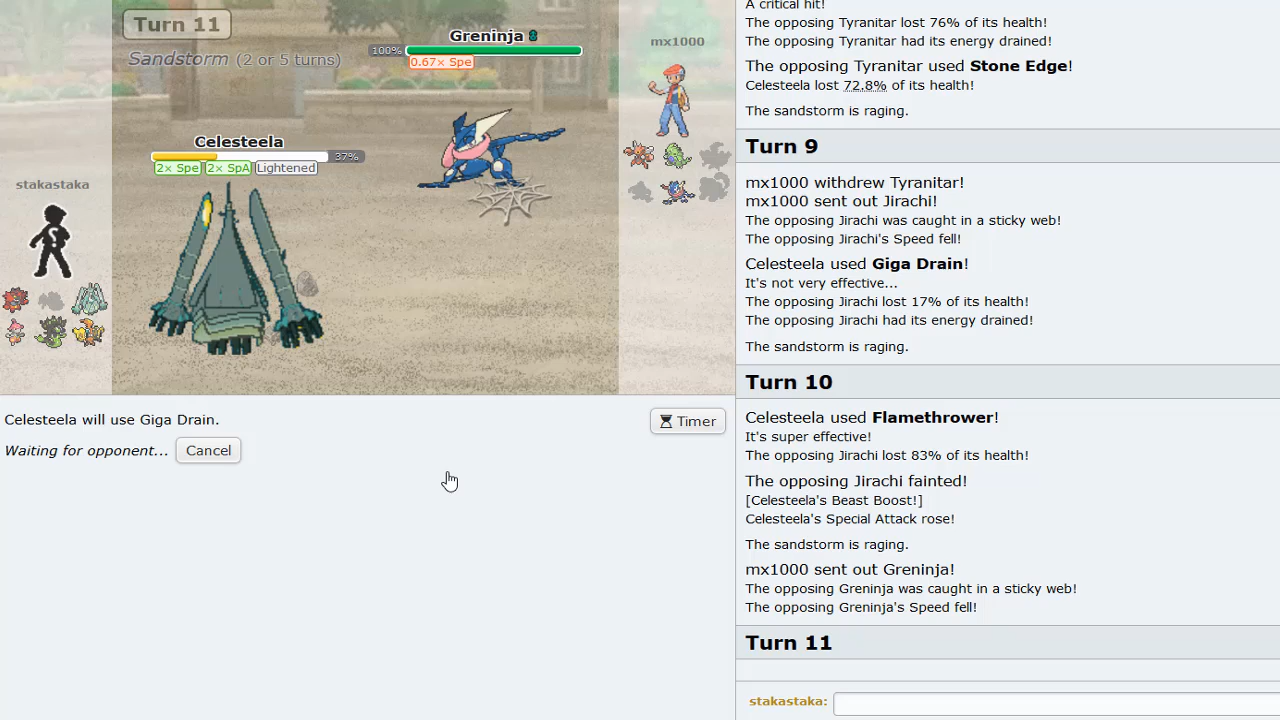 Turn 11
Sandstorm (2 or 5 turns)
Greninja
100%
0.67× Spe
mx1000
Celesteela
37%
2× Spe 2× SpA Lightened
stakastaka
Celesteela will use Giga Drain.
Timer
Waiting for opponent... Cancel
A critical hit!
The opposing Tyranitar lost 76% of its health!
The opposing Tyranitar had its energy drained!
The opposing Tyranitar used Stone Edge!
Celesteela lost 72.8% of its health!
The sandstorm is raging.
Turn 9
mx1000 withdrew Tyranitar!
mx1000 sent out Jirachi!
The opposing Jirachi was caught in a sticky web!
The opposing Jirachi's Speed fell!
Celesteela used Giga Drain!
It's not very effective...
The opposing Jirachi lost 17% of its health!
The opposing Jirachi had its energy drained!
The sandstorm is raging.
Turn 10
Celesteela used Flamethrower!
It's super effective!
The opposing Jirachi lost 83% of its health!
The opposing Jirachi fainted!
[Celesteela's Beast Boost!]
Celesteela's Special Attack rose!
The sandstorm is raging.
mx1000 sent out Greninja!
The opposing Greninja was caught in a sticky web!
The opposing Greninja's Speed fell!
Turn 11
stakastaka: